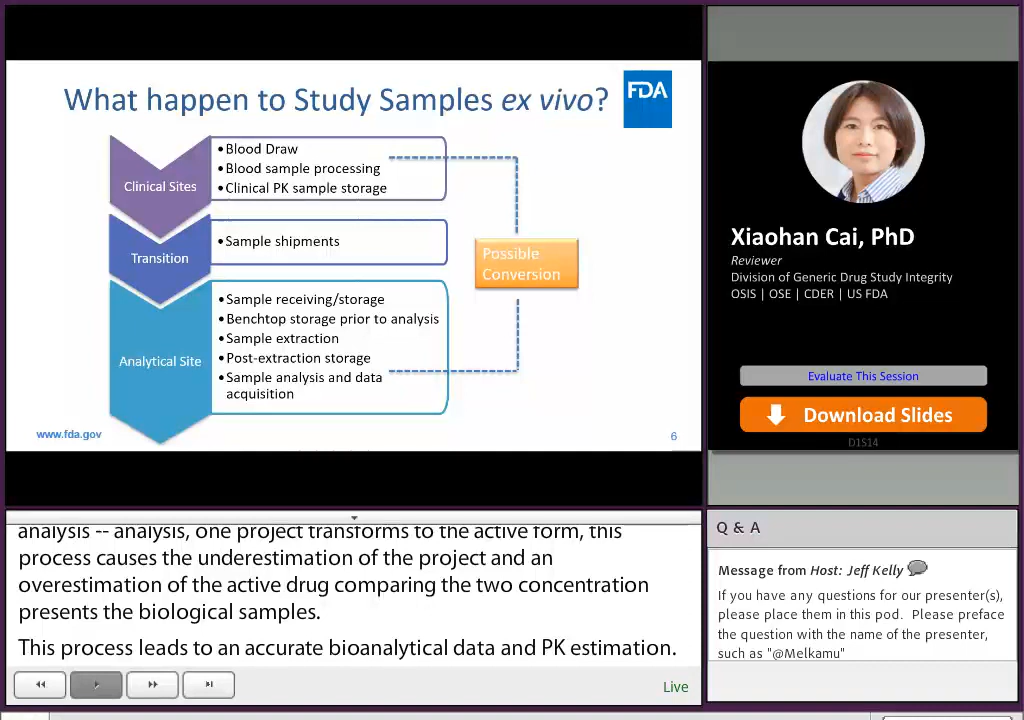 What happen to Study Samples ex vivo?
FDA
Clinical Sites
•Blood Draw
•Blood sample processing
•Clinical PK sample storage
Transition
•Sample shipments
Possible
Conversion
Analytical Site
•Sample receiving/storage
•Benchtop storage prior to analysis
•Sample extraction
•Post-extraction storage
•Sample analysis and data
acquisition
www.fda.gov
6
Xiaohan Cai, PhD
Reviewer
Division of Generic Drug Study Integrity
OSIS | OSE | CDER | US FDA
Evaluate This Session
Download Slides
D1S14
analysis -- analysis, one project transforms to the active form, this
process causes the underestimation of the project and an
overestimation of the active drug comparing the two concentration
presents the biological samples.
This process leads to an accurate bioanalytical data and PK estimation.
Live
Q & A
Message from Host: Jeff Kelly
If you have any questions for our presenter(s),
please place them in this pod. Please preface
the question with the name of the presenter,
such as "@Melkamu"